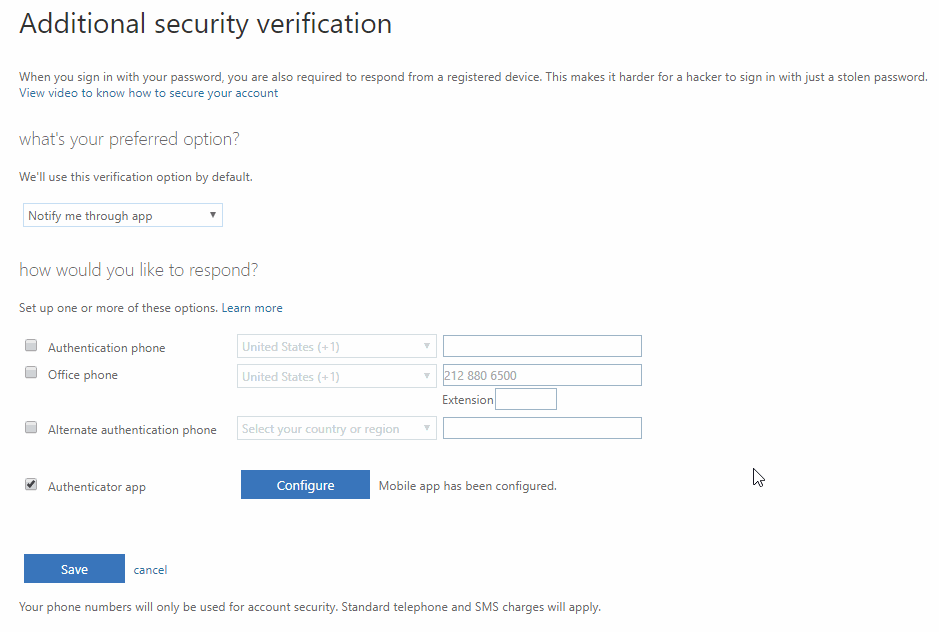 Additional security verification
When you sign in with your password, you are also required to respond from a registered device. This makes it harder for a hacker to sign in with just a stolen password.
View video to know how to secure your account
what's your preferred option?
We'll use this verification option by default.
Notify me through app
how would you like to respond?
Set up one or more of these options. Learn more
Authentication phone United States (+1)
Office phone United States (+1) 212 880 6500
Extension
Alternate authentication phone Select your country or region
Authenticator app Configure Mobile app has been configured.
Save cancel
Your phone numbers will only be used for account security. Standard telephone and SMS charges will apply.